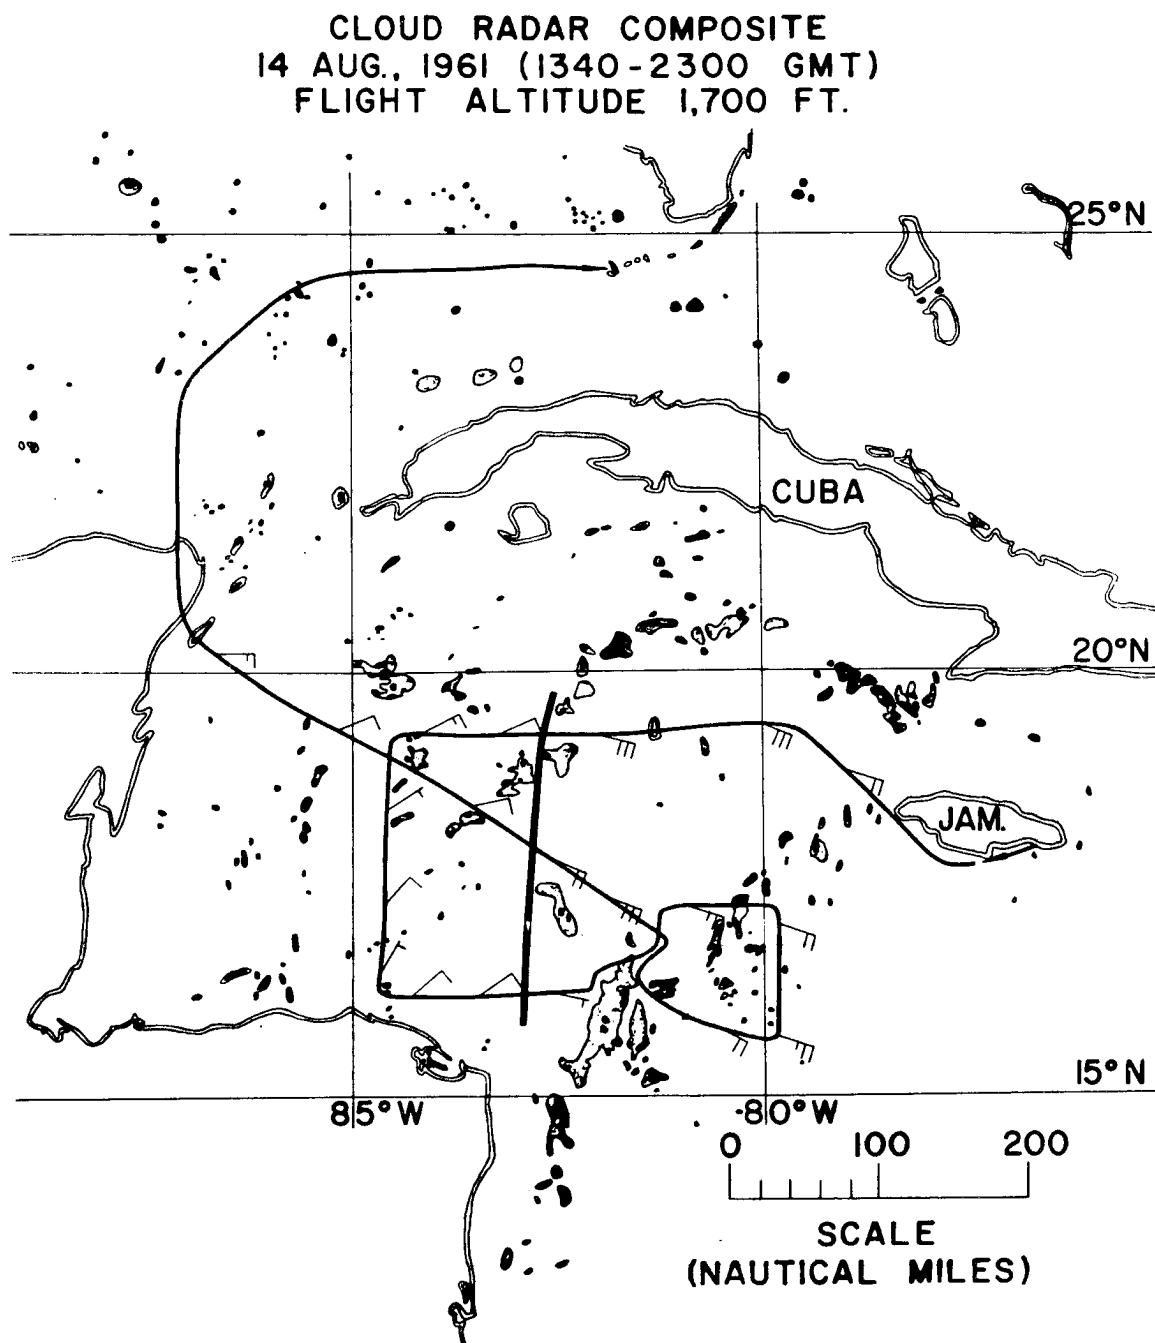 CLOUD RADAR COMPOSITE
14 AUG., 1961 (1340-2300 GMT)
FLIGHT ALTITUDE 1,700 FT.
25°N
CUBA
20°N
JAM.
15°N
85°W
80°W
0 100 200
SCALE
(NAUTICAL MILES)